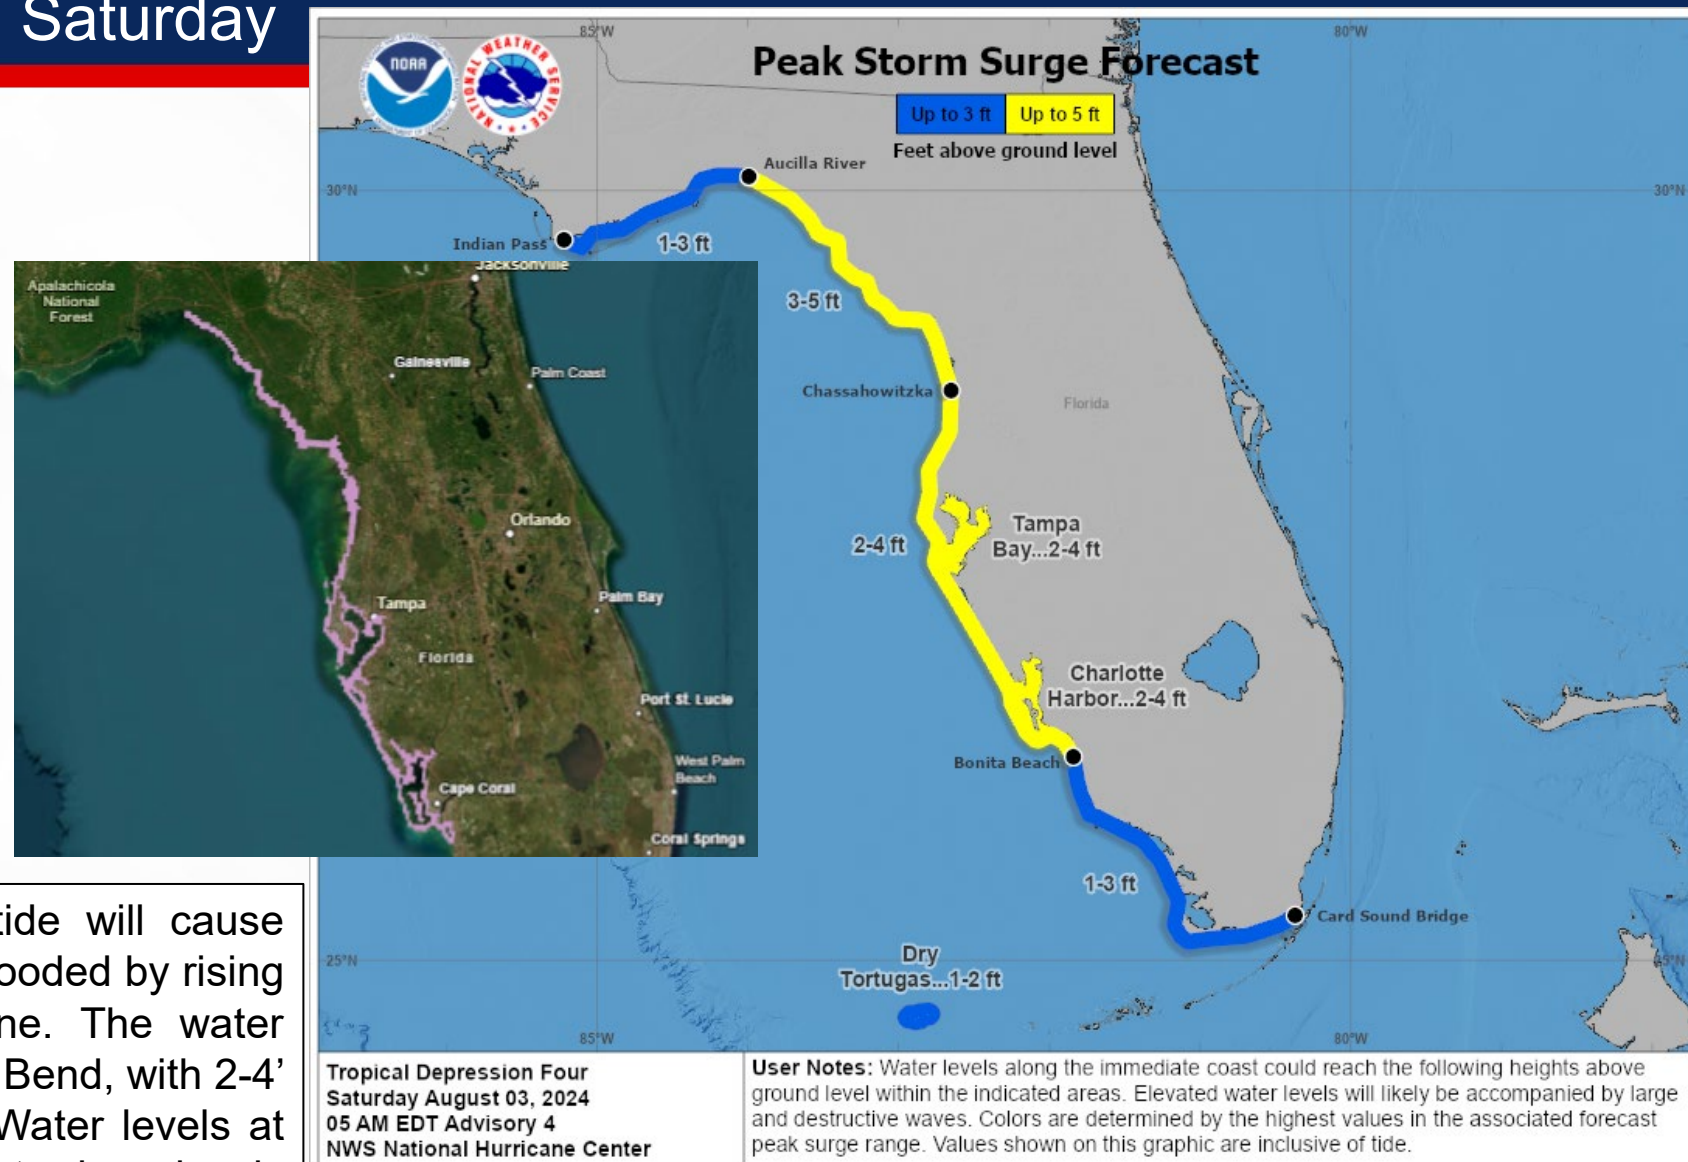 Saturday
85°W
80°W
NOAA
NATIONAL WEATHER SERVICE
Peak Storm Surge Forecast
Up to 3 ft
Up to 5 ft
Feet above ground level
Aucilla River
30°N
30°N
Indian Pass
1-3 ft
Jacksonville
Apalachicola
National
Forest
3-5 ft
Gainesville
Palm Coast
Chassahowitzka
Florida
Orlando
Tampa
Bay...2-4 ft
2-4 ft
Palm Bay
Tampa
Florida
Charlotte
Harbor...2-4 ft
Port St. Lucie
Bonita Beach
West Palm
Beach
Cape Coral
Coral Springs
1-3 ft
Card Sound Bridge
Dry
Tortugas...1-2 ft
25°N
85°W
80°W
tide will cause
ooded by rising
ne. The water
Bend, with 2-4’
Water levels at
Tropical Depression Four
Saturday August 03, 2024
05 AM EDT Advisory 4
NWS National Hurricane Center
User Notes: Water levels along the immediate coast could reach the following heights above
ground level within the indicated areas. Elevated water levels will likely be accompanied by large
and destructive waves. Colors are determined by the highest values in the associated forecast
peak surge range. Values shown on this graphic are inclusive of tide.